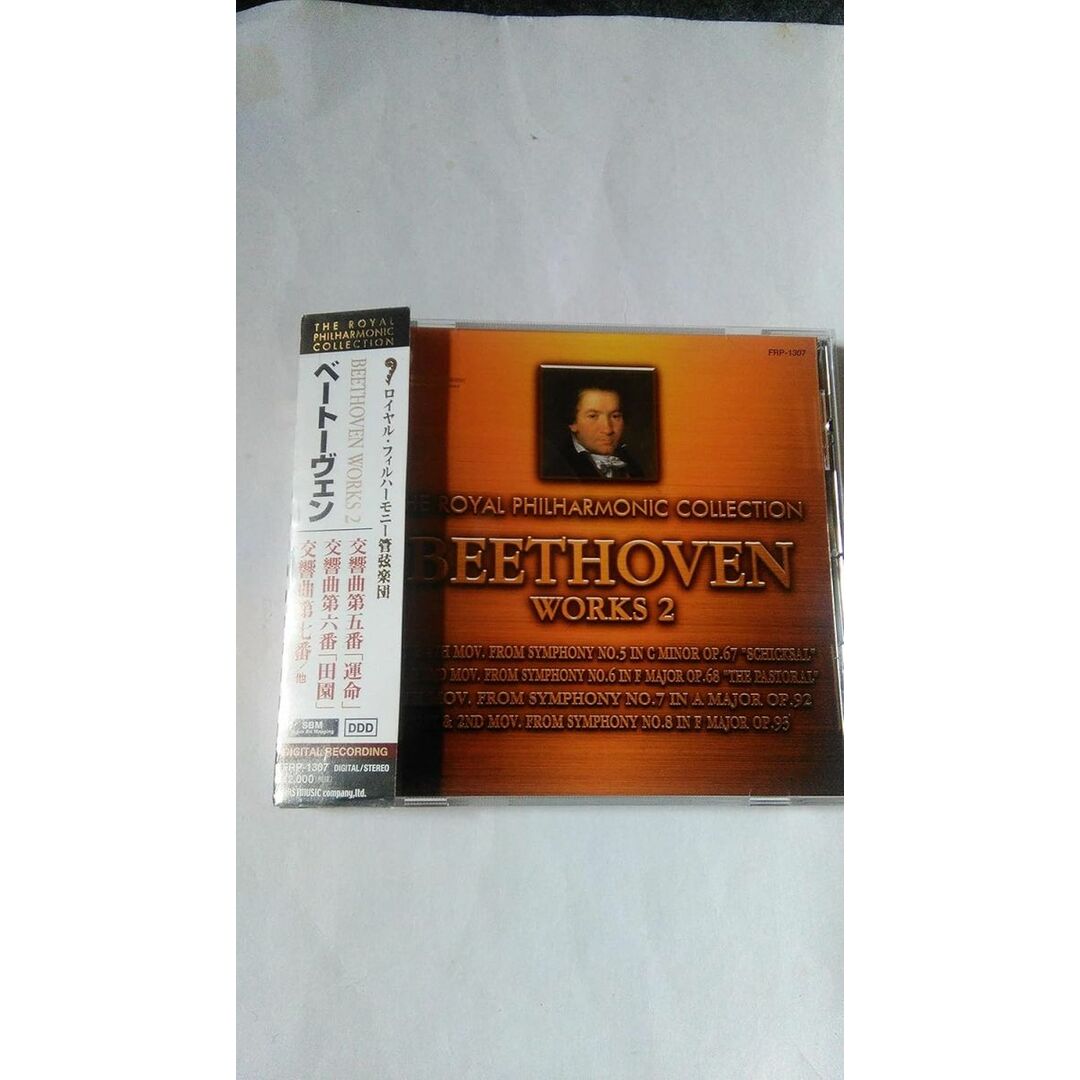 THE ROYAL
PHILHARMONIC
COLLECTION
ロイヤル・フィルハーモニー管弦楽団
BEETHOVEN WORKS 2
ベートーヴェン
交響曲第五番「運命」
交響曲第六番「田園」
交響曲第七番／他
SBM
Bit Mapping
DDD
DIGITAL RECORDING
FRP-1307 DIGITAL/STEREO
MUSIC company,ltd.
FRP-1307
ROYAL PHILHARMONIC COLLECTION
BEETHOVEN
WORKS 2
MOV. FROM SYMPHONY NO.5 IN C MINOR OP.67 "SCHICKSAL"
MOV. FROM SYMPHONY NO.6 IN F MAJOR OP.68 "THE PASTORAL"
MOV. FROM SYMPHONY NO.7 IN A MAJOR OP.92
& 2ND MOV. FROM SYMPHONY NO.8 IN F MAJOR OP.93